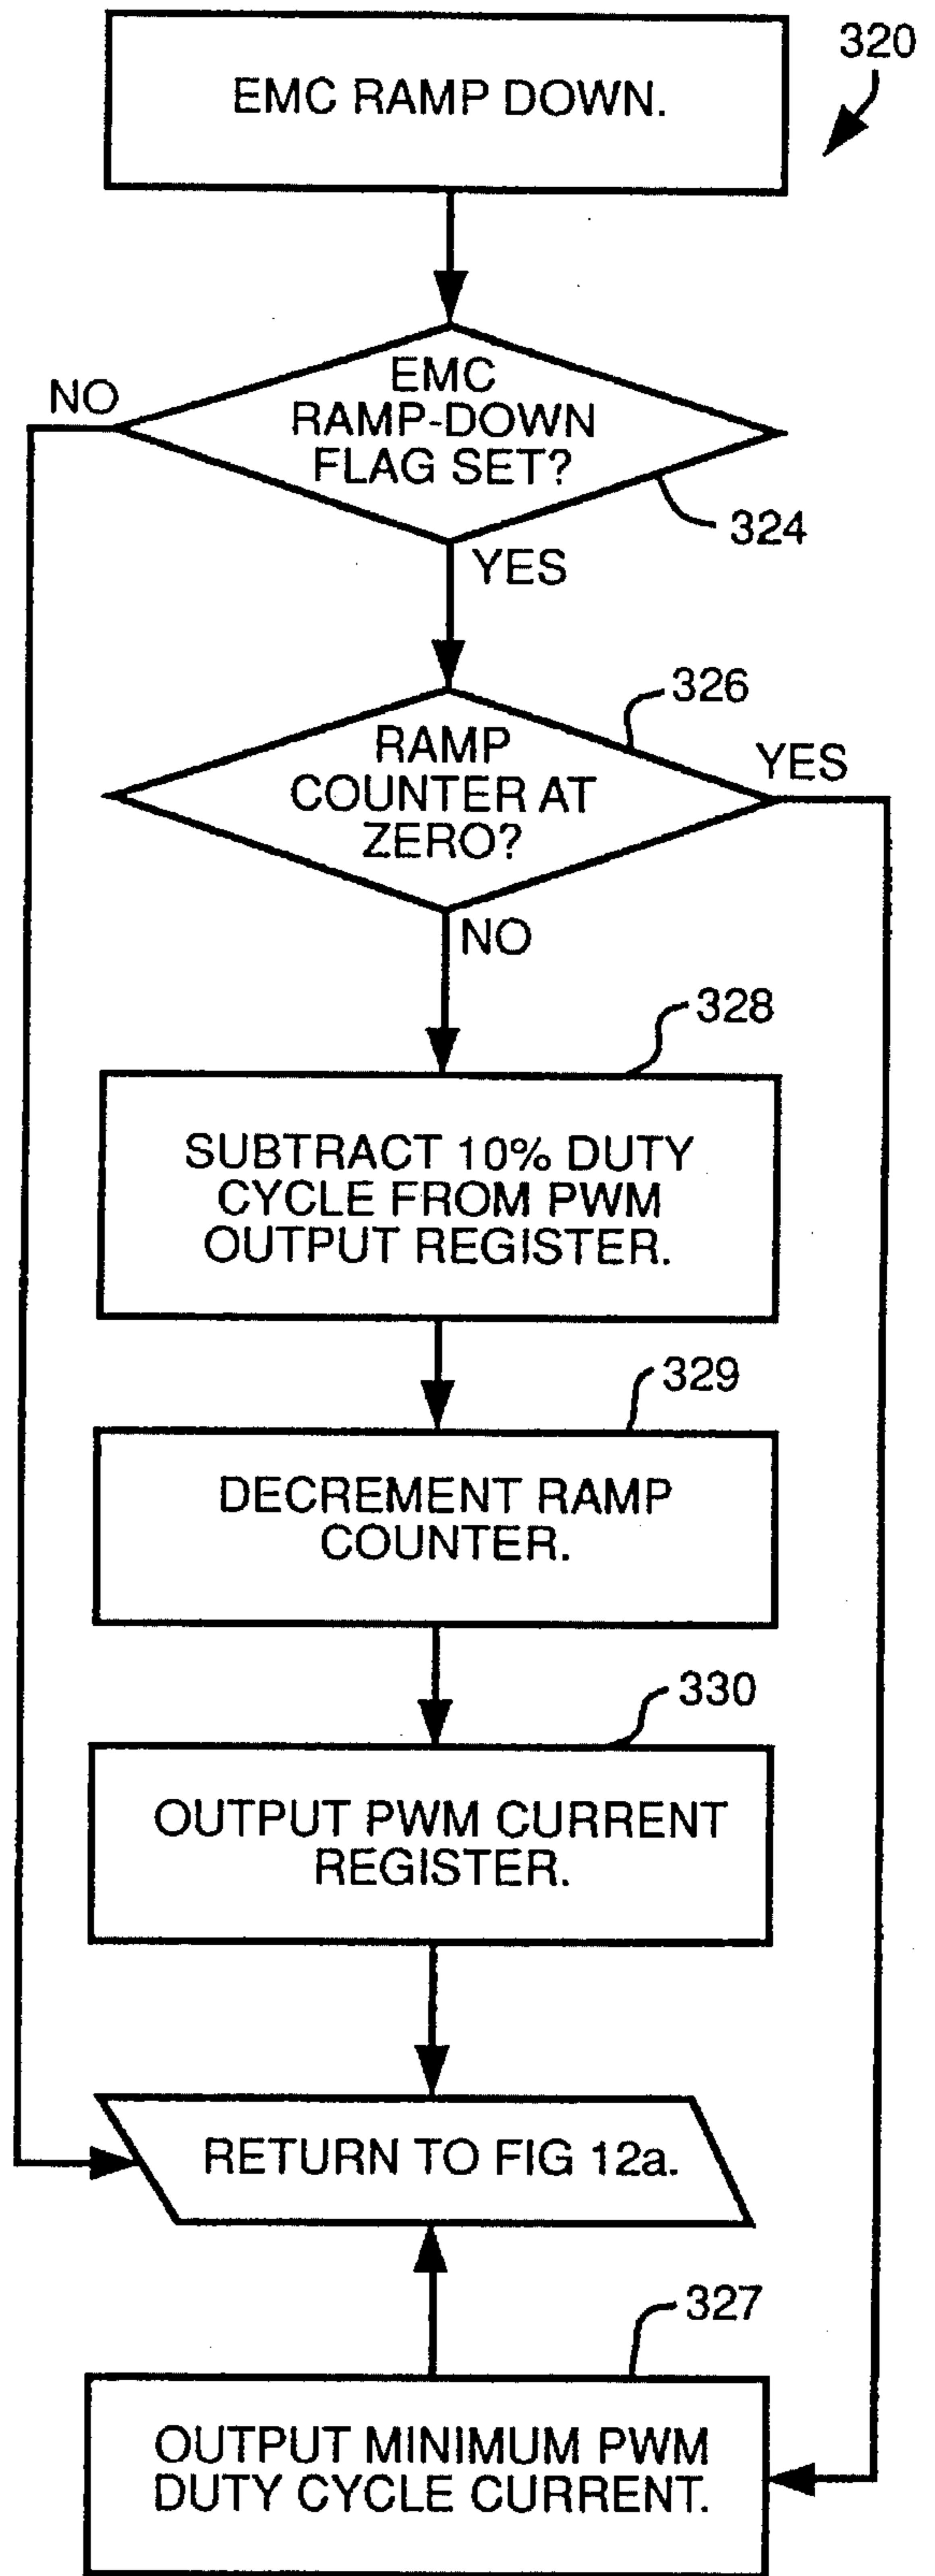 320
EMC RAMP DOWN.
EMC
RAMP-DOWN
FLAG SET?
NO
324
YES
326
RAMP
COUNTER AT
ZERO?
YES
NO
328
SUBTRACT 10% DUTY
CYCLE FROM PWM
OUTPUT REGISTER.
329
DECREMENT RAMP
COUNTER.
330
OUTPUT PWM CURRENT
REGISTER.
RETURN TO FIG 12a.
327
OUTPUT MINIMUM PWM
DUTY CYCLE CURRENT.